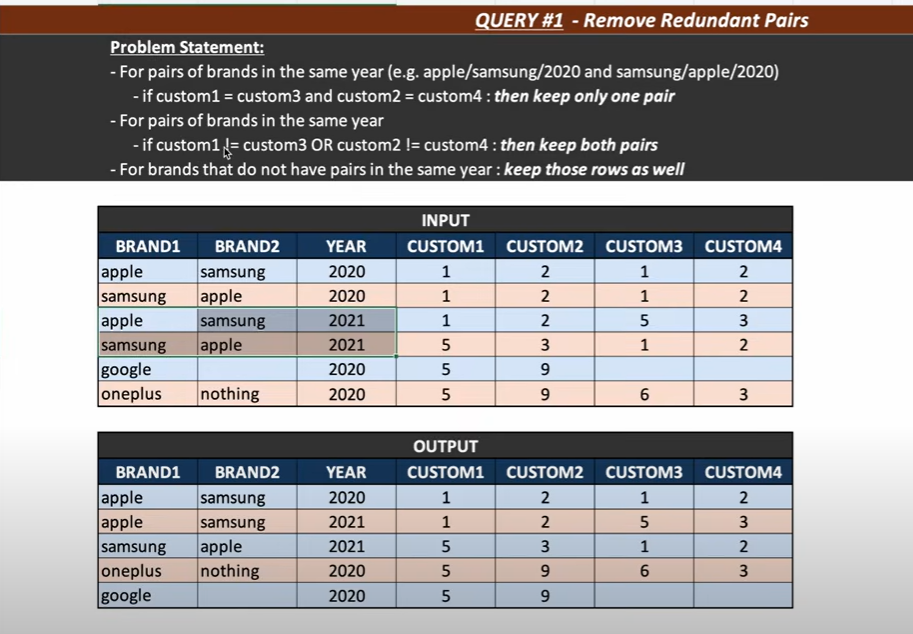 QUERY #1 - Remove Redundant Pairs
Problem Statement:
- For pairs of brands in the same year (e.g. apple/samsung/2020 and samsung/apple/2020)
- if custom1 = custom3 and custom2 = custom4 : then keep only one pair
- For pairs of brands in the same year
- if custom1 != custom3 OR custom2 != custom4 : then keep both pairs
- For brands that do not have pairs in the same year : keep those rows as well
INPUT
BRAND1 BRAND2 YEAR CUSTOM1 CUSTOM2 CUSTOM3 CUSTOM4
apple samsung 2020 1 2 1 2
samsung apple 2020 1 2 1 2
apple samsung 2021 1 2 5 3
samsung apple 2021 5 3 1 2
google 2020 5 9
oneplus nothing 2020 5 9 6 3
OUTPUT
BRAND1 BRAND2 YEAR CUSTOM1 CUSTOM2 CUSTOM3 CUSTOM4
apple samsung 2020 1 2 1 2
apple samsung 2021 1 2 5 3
samsung apple 2021 5 3 1 2
oneplus nothing 2020 5 9 6 3
google 2020 5 9